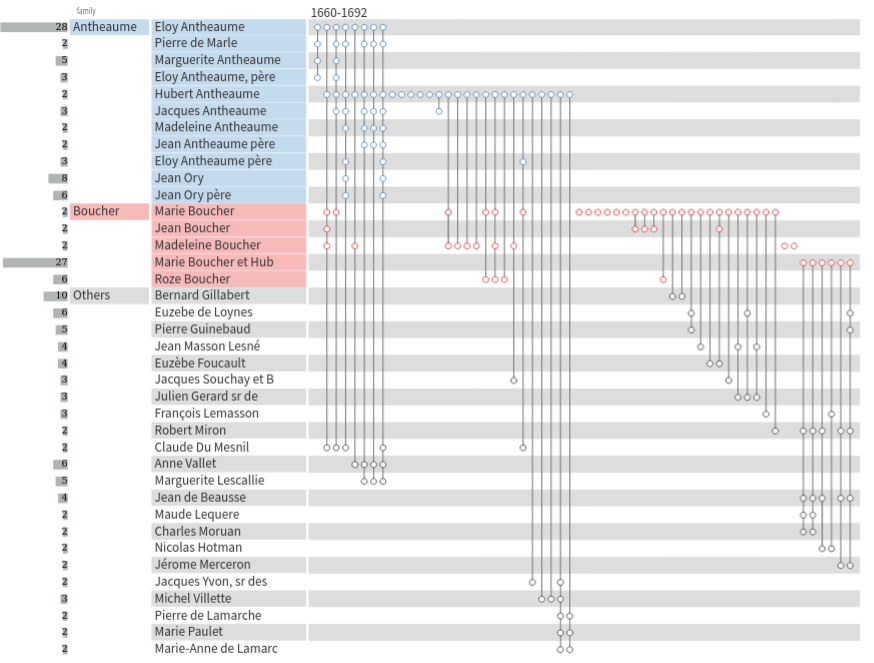 family
1660-1692
28 Antheaume Eloy Antheaume
2 Pierre de Marle
5 Marguerite Antheaume
3 Eloy Antheaume, père
2 Hubert Antheaume
3 Jacques Antheaume
2 Madeleine Antheaume
2 Jean Antheaume père
3 Eloy Antheaume père
8 Jean Ory
6 Jean Ory père
2 Boucher Marie Boucher
2 Jean Boucher
2 Madeleine Boucher
27 Marie Boucher et Hub
6 Roze Boucher
10 Others Bernard Gillabert
6 Euzebe de Loynes
5 Pierre Guinebaud
4 Jean Masson Lesné
4 Euzèbe Foucault
3 Jacques Souchay et B
3 Julien Gerard sr de
3 François Lemasson
2 Robert Miron
2 Claude Du Mesnil
6 Anne Vallet
5 Marguerite Lescallie
4 Jean de Beausse
2 Maude Lequere
2 Charles Moruan
2 Nicolas Hotman
2 Jérome Merceron
2 Jacques Yvon, sr des
3 Michel Villette
2 Pierre de Lamarche
2 Marie Paulet
2 Marie-Anne de Lamarc